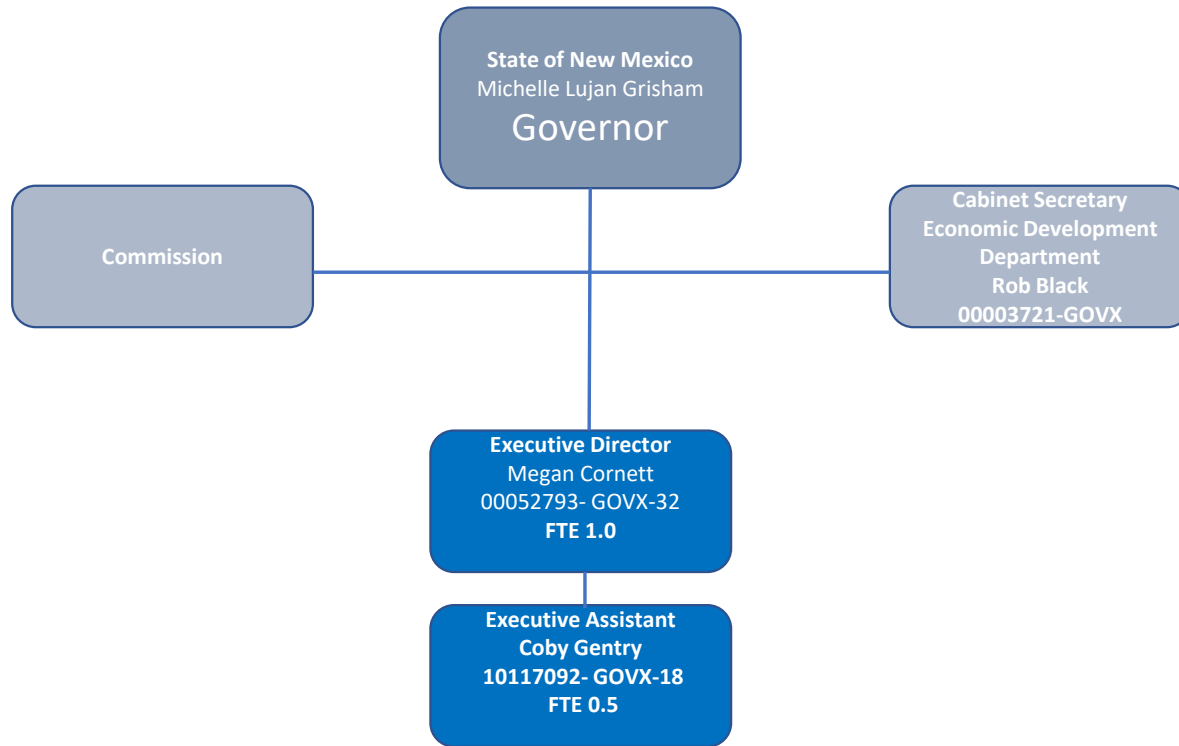 State of New Mexico
Michelle Lujan Grisham
Governor
Commission
Cabinet Secretary
Economic Development
Department
Rob Black
00003721-GOVX
Executive Director
Megan Cornett
00052793- GOVX-32
FTE 1.0
Executive Assistant
Coby Gentry
10117092- GOVX-18
FTE 0.5